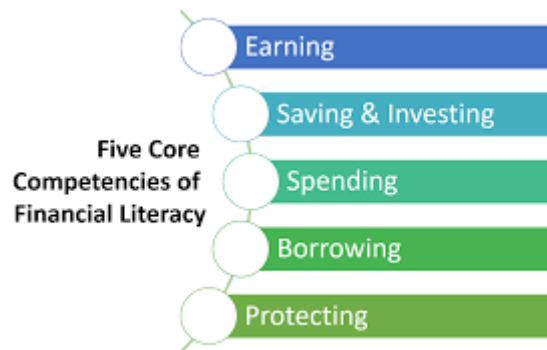 Five Core
Competencies of
Financial Literacy
Earning
Saving & Investing
Spending
Borrowing
Protecting